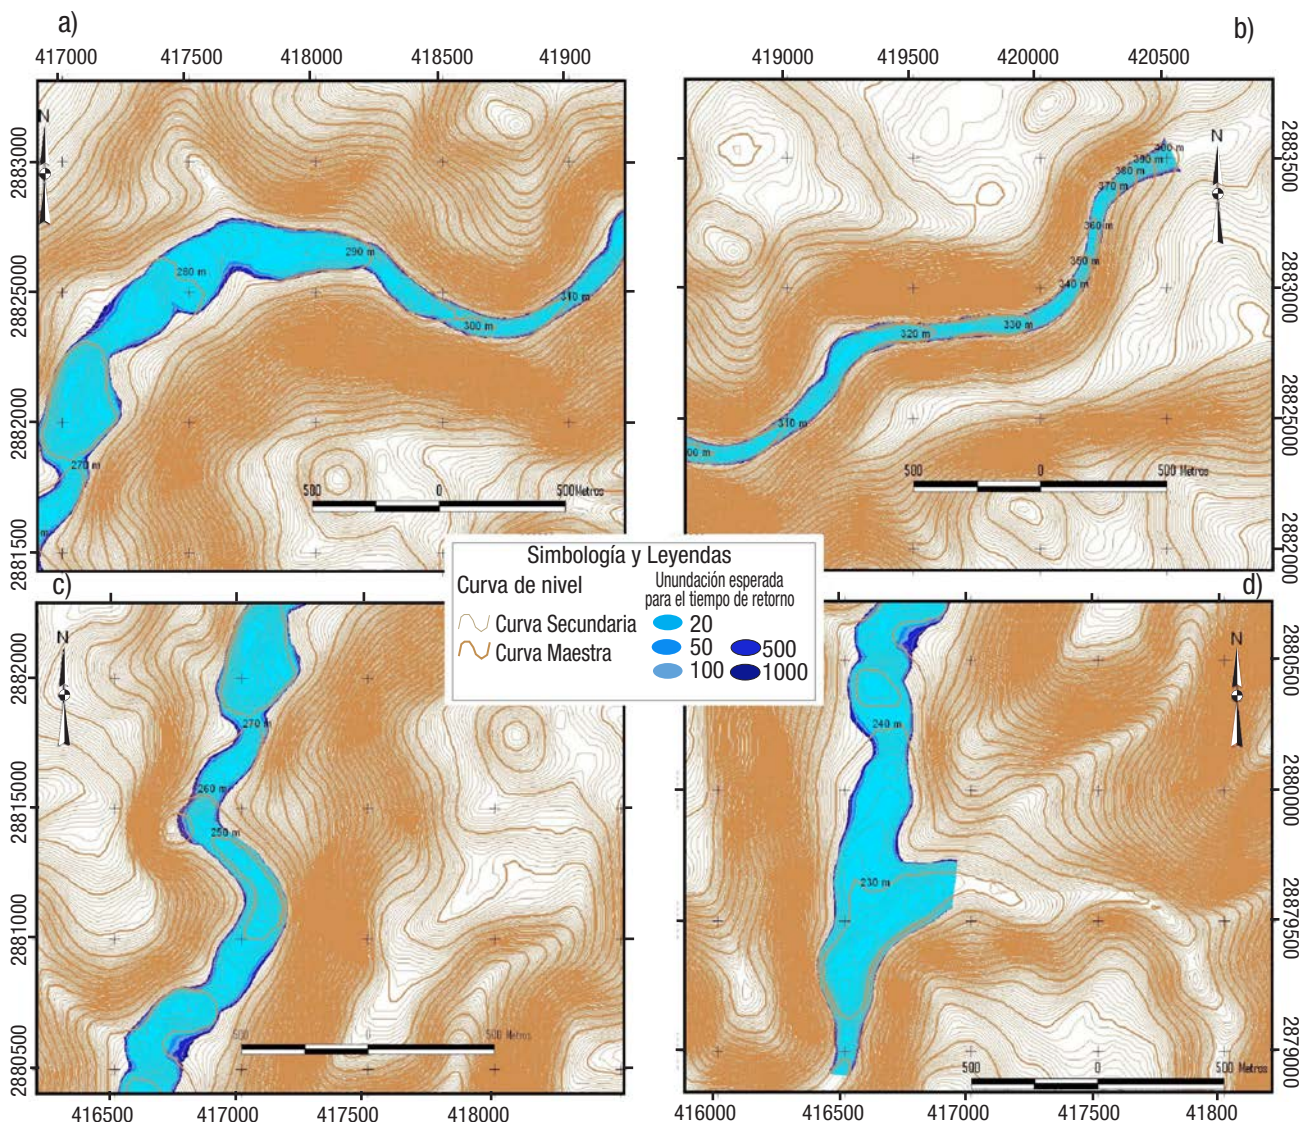 a)
417000 417500 418000 418500 41900
2883000
28825000
2882000
2881500
N
280 m
290 m
300 m
310 m
270 m
m
500 0 500 Metros
b)
419000 419500 420000 420500
2883500
2883000
28825000
2882000
N
380 m
370 m
360 m
350 m
340 m
330 m
320 m
310 m
00 m
500 0 500 Metros
Simbología y Leyendas
Curva de nivel
Curva Secundaria
Curva Maestra
Unundación esperada
para el tiempo de retorno
20
50
100
500
1000
c)
2882000
2881500
2881000
2880500
N
270 m
260 m
250 m
500 0 500 Metros
416500 417000 417500 418000
d)
2880500
2880000
2879500
2879000
N
240 m
230 m
500 0 500 Metros
416000 416500 417000 417500 41800